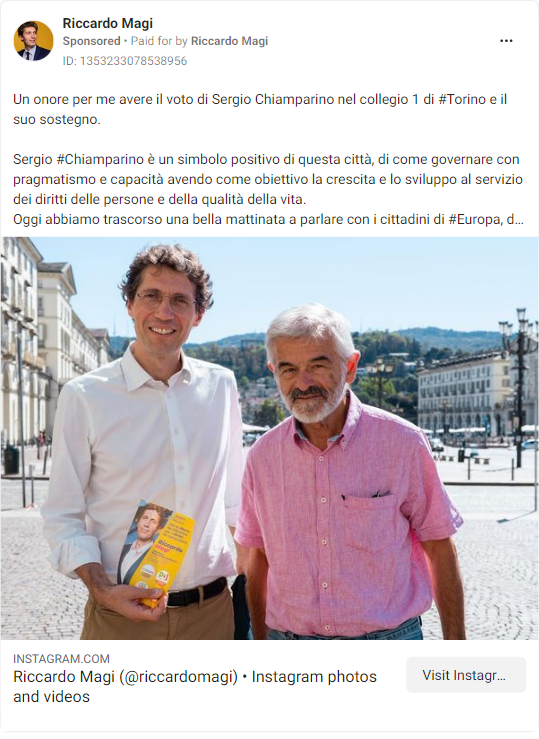 Riccardo Magi
Sponsored • Paid for by Riccardo Magi
ID: 1353233078538956
Un onore per me avere il voto di Sergio Chiamparino nel collegio 1 di #Torino e il
suo sostegno.
Sergio #Chiamparino è un simbolo positivo di questa città, di come governare con
pragmatismo e capacità avendo come obiettivo la crescita e lo sviluppo al servizio
dei diritti delle persone e della qualità della vita.
Oggi abbiamo trascorso una bella mattinata a parlare con i cittadini di #Europa, d...
Riccardo
Magi
INSTAGRAM.COM
Riccardo Magi (@riccardomagi) • Instagram photos
and videos
Visit Instagr...